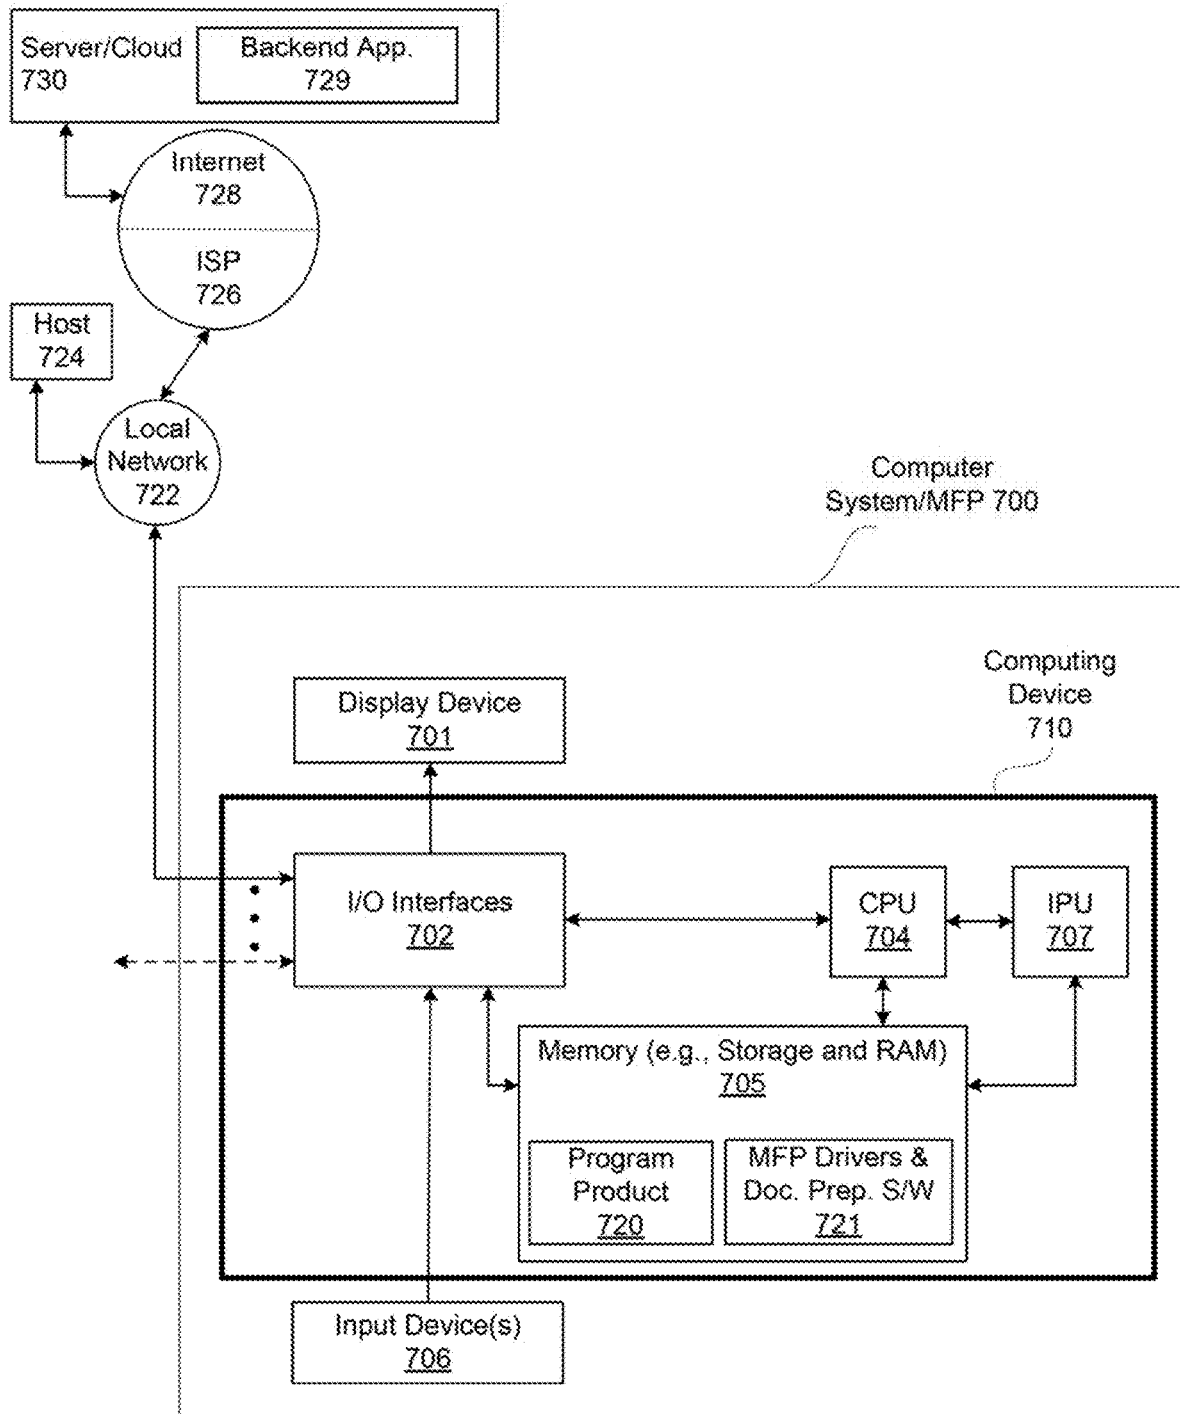 Server/Cloud
730
Backend App.
729
Internet
728
ISP
726
Host
724
Local
Network
722
Computer
System/MFP 700
Computing
Device
710
Display Device
701
I/O Interfaces
702
CPU
704
IPU
707
Memory (e.g., Storage and RAM)
705
Program
Product
720
MFP Drivers &
Doc. Prep. S/W
721
Input Device(s)
706